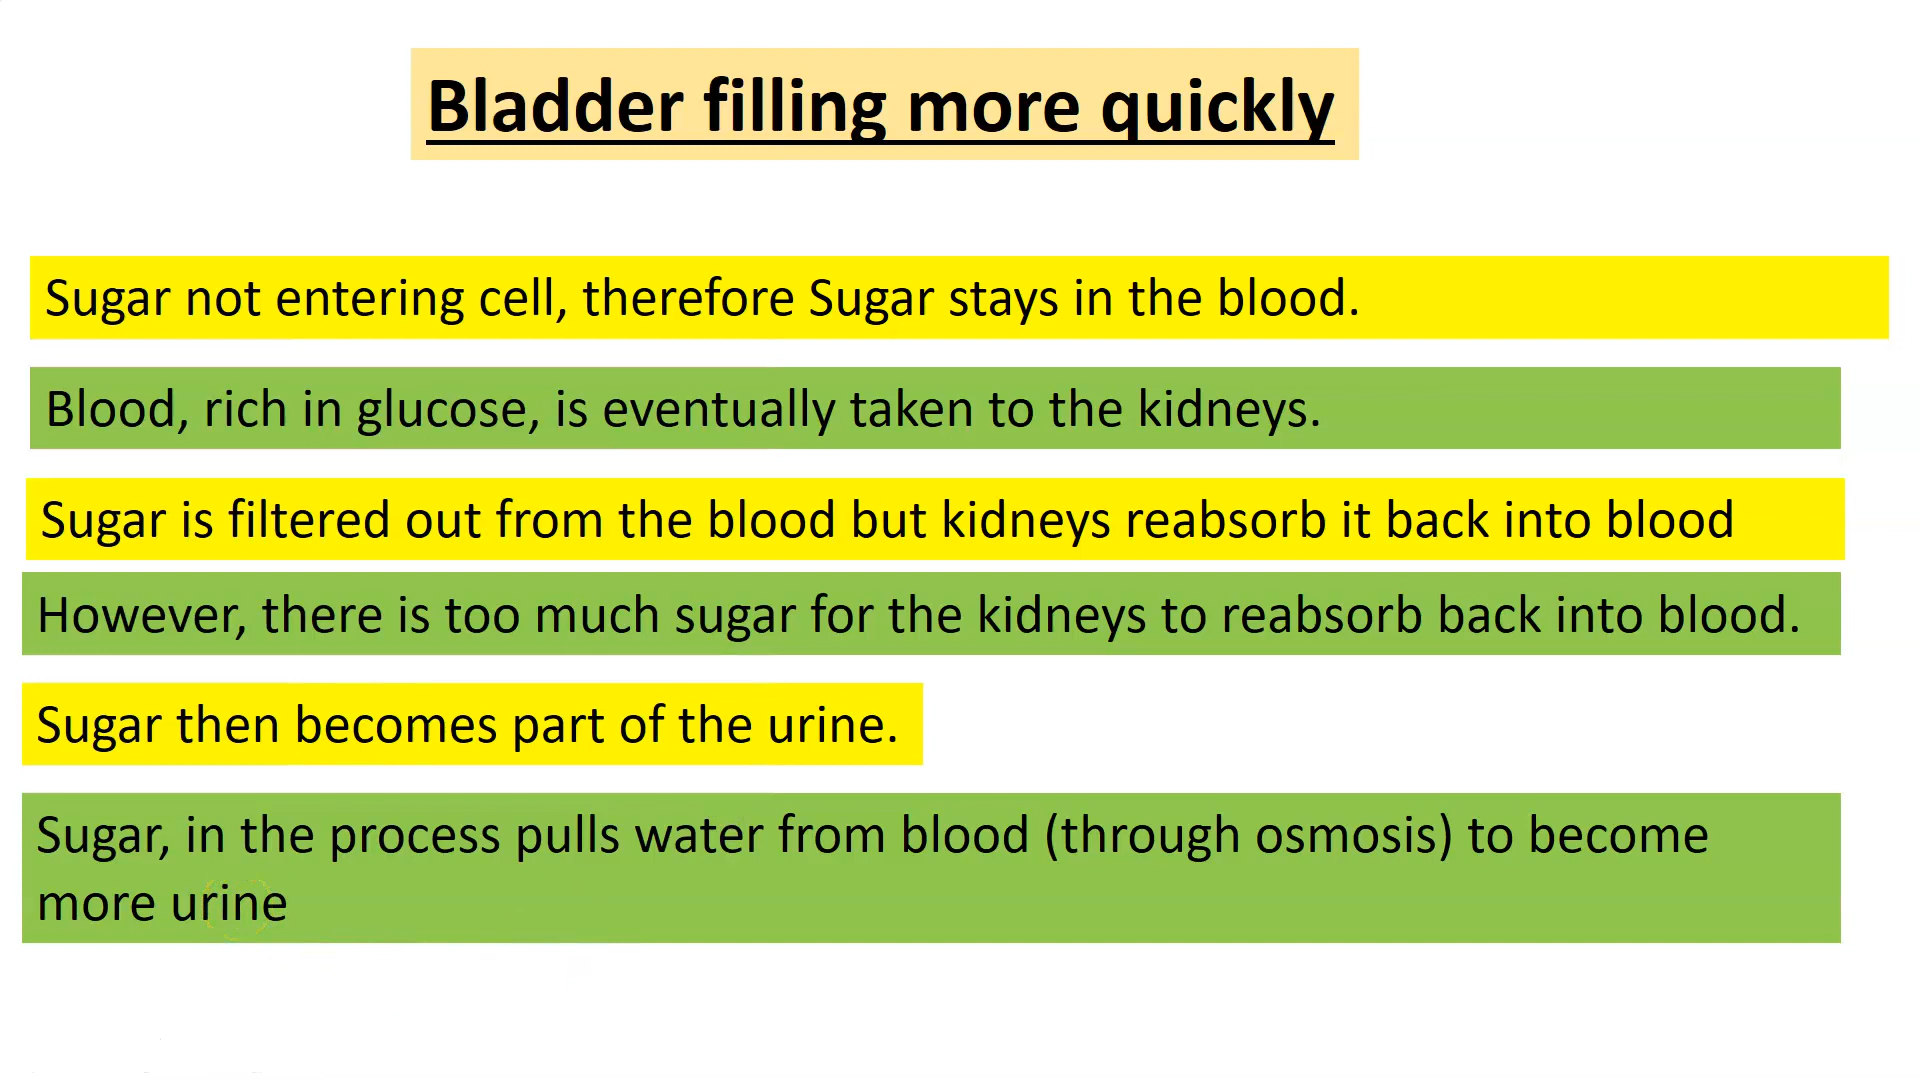 Bladder filling more quickly
Sugar not entering cell, therefore Sugar stays in the blood.
Blood, rich in glucose, is eventually taken to the kidneys.
Sugar is filtered out from the blood but kidneys reabsorb it back into blood
However, there is too much sugar for the kidneys to reabsorb back into blood.
Sugar then becomes part of the urine.
Sugar, in the process pulls water from blood (through osmosis) to become
more urine